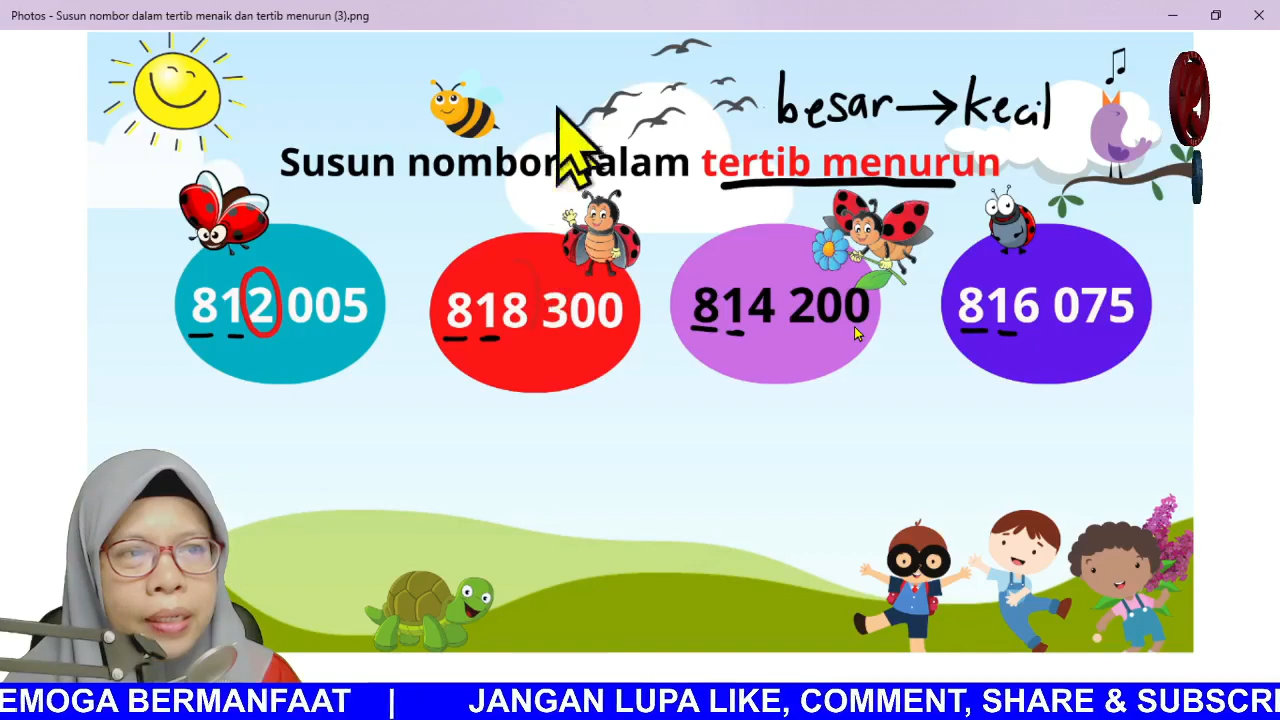 Photos - Susun nombor dalam tertib menaik dan tertib menurun (3).png
besar → kecil
Susun nombor dalam tertib menurun
812 005
818 300
814 200
816 075
EMOGA BERMANFAAT | JANGAN LUPA LIKE, COMMENT, SHARE & SUBSCRI